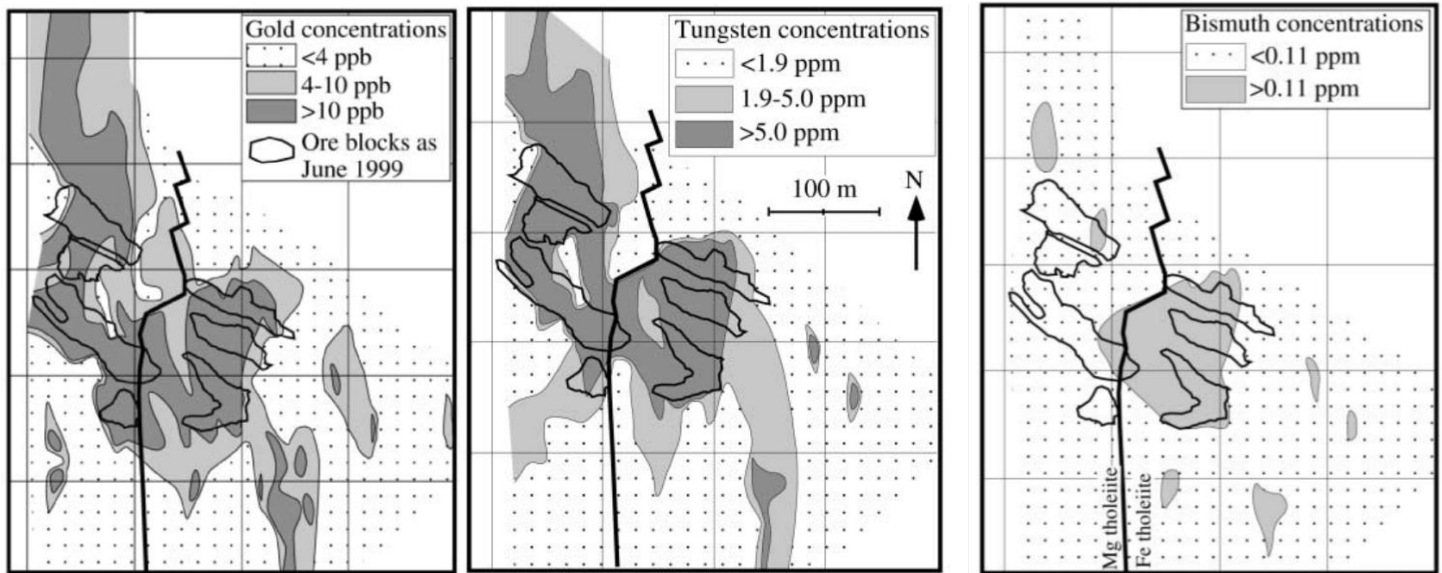 Gold concentrations
<4 ppb
4-10 ppb
>10 ppb
Ore blocks as
June 1999
Tungsten concentrations
<1.9 ppm
1.9-5.0 ppm
>5.0 ppm
100 m
N
Bismuth concentrations
<0.11 ppm
>0.11 ppm
Mg tholeiite
Fe tholeiite